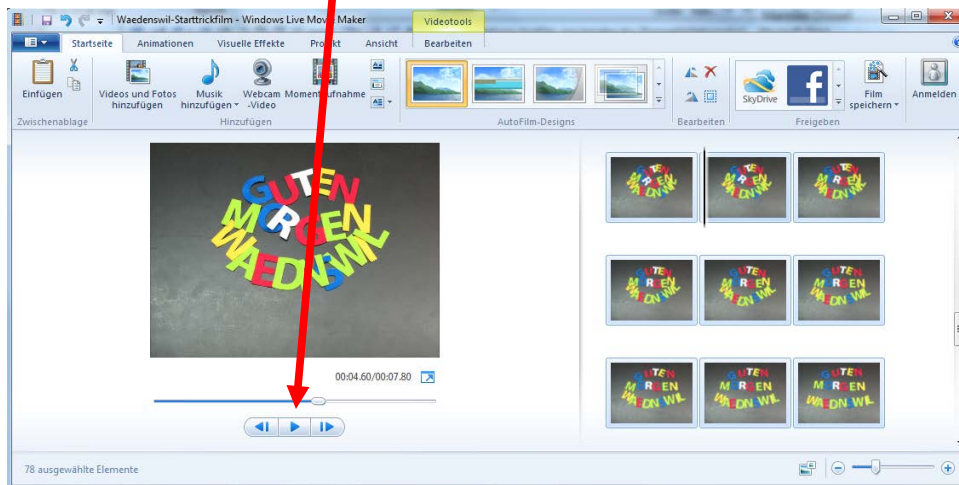 Waedenswil-Starttrickfilm - Windows Live Movie Maker
Videotools
Startseite Animationen Visuelle Effekte Projekt Ansicht Bearbeiten
Einfügen
Videos und Fotos hinzufügen
Musik hinzufügen
Webcam -Video
Momentaufnahme
SkyDrive
Film speichern
Anmelden
Zwischenablage Hinzufügen AutoFilm-Designs Bearbeiten Freigeben
GUTEN
MORGEN
WAEDNSWIL
00:04.60/00:07.80
78 ausgewählte Elemente